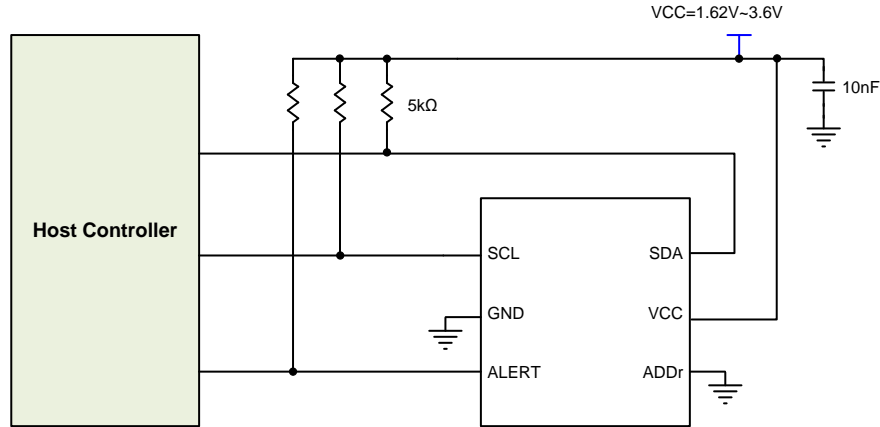 VCC=1.62V~3.6V
10nF
5kΩ
Host Controller
SCL
SDA
GND
VCC
ALERT
ADDr